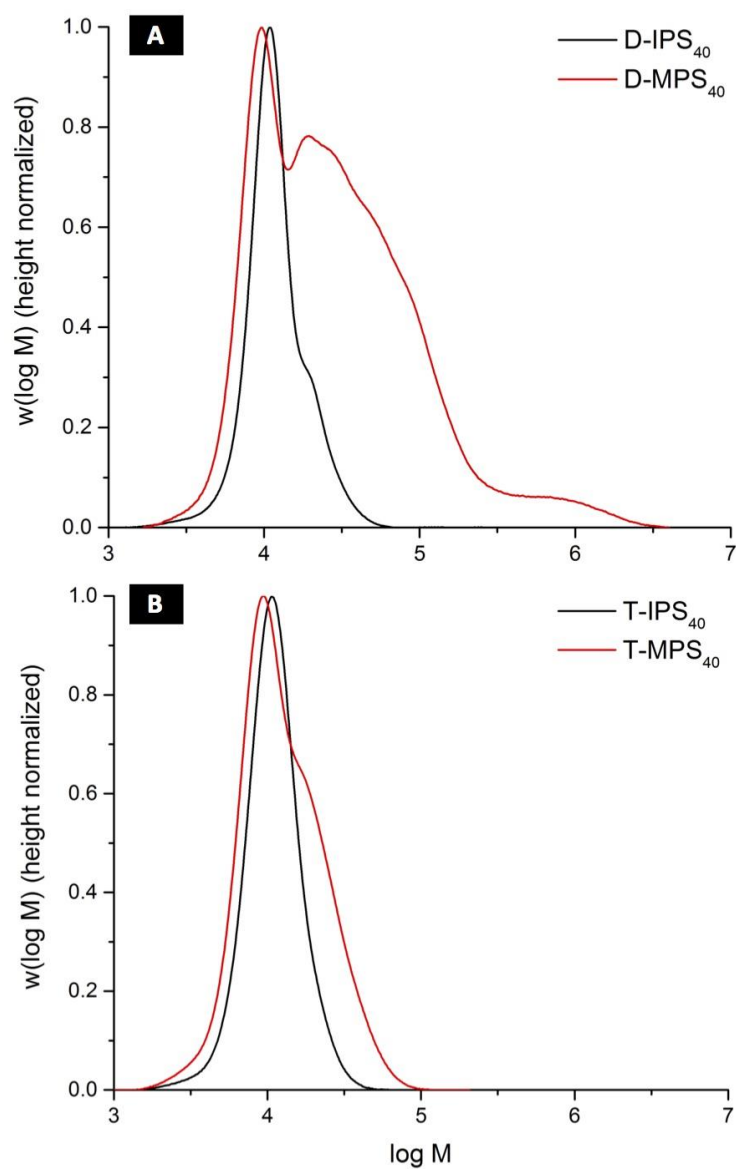 A
D-IPS₄₀
D-MPS₄₀
w(log M) (height normalized)
1.0
0.8
0.6
0.4
0.2
0.0
3 4 5 6 7
B
T-IPS₄₀
T-MPS₄₀
w(log M) (height normalized)
1.0
0.8
0.6
0.4
0.2
0.0
3 4 5 6 7
log M